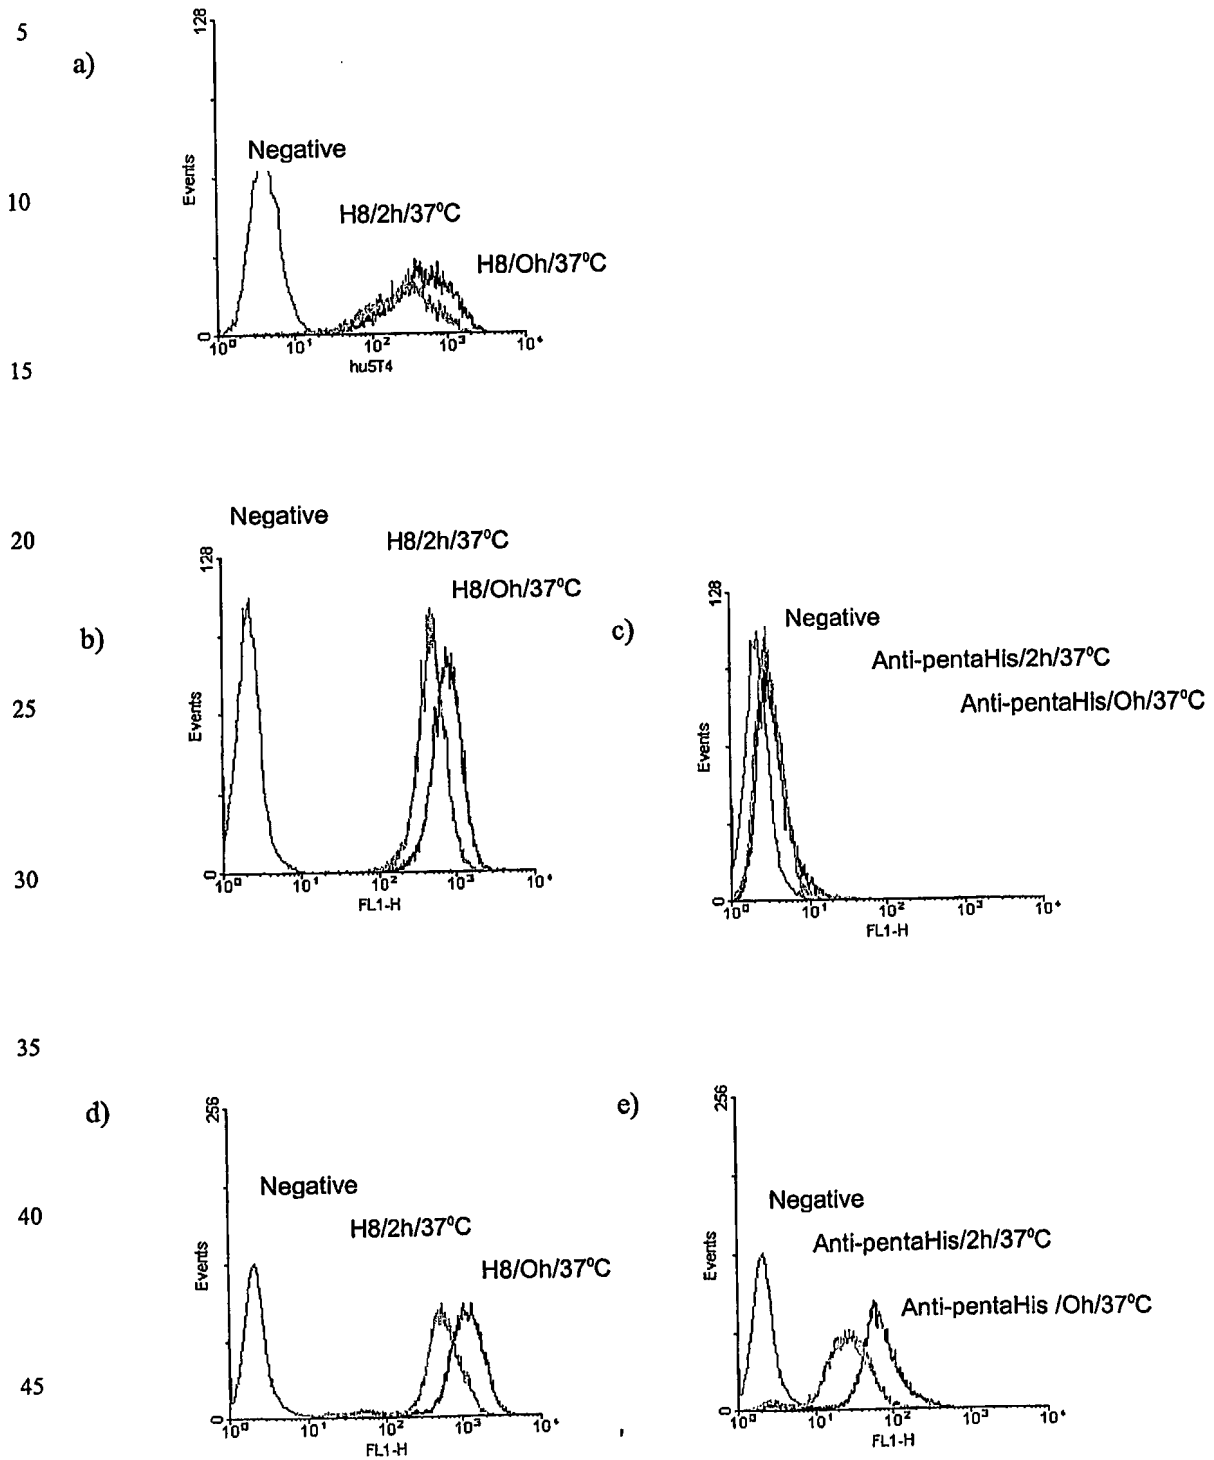 5
a)
128
Negative
Events
10
H8/2h/37⁰C
H8/Oh/37⁰C
0
10⁰ 10¹ 10² 10³ 10⁴
hu5T4
15
Negative
20
H8/2h/37⁰C
128
H8/Oh/37⁰C
b)
25
Events
30
0
10⁰ 10¹ 10² 10³ 10⁴
FL1-H
128
c)
Negative
Anti-pentaHis/2h/37⁰C
Anti-pentaHis/Oh/37⁰C
Events
0
10⁰ 10¹ 10² 10³ 10⁴
FL1-H
35
d)
256
Negative
40
H8/2h/37⁰C
Events
H8/Oh/37⁰C
45
0
10⁰ 10¹ 10² 10³ 10⁴
FL1-H
e)
256
Negative
Anti-pentaHis/2h/37⁰C
Events
Anti-pentaHis /Oh/37⁰C
0
10⁰ 10¹ 10² 10³ 10⁴
FL1-H